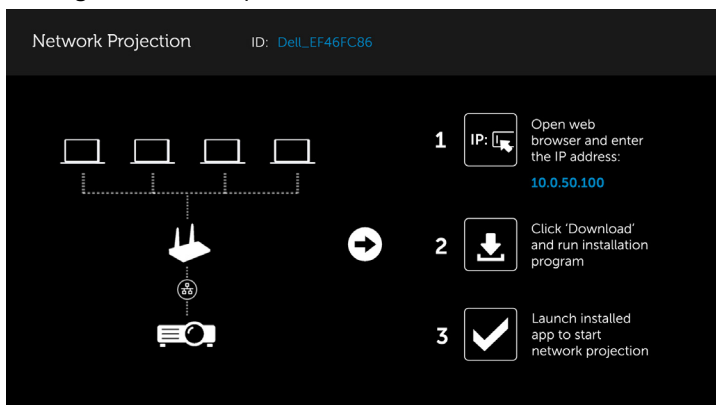 Network Projection
ID: Dell_EF46FC86
1
IP:
Open web
browser and enter
the IP address:
10.0.50.100
2
Click ‘Download’
and run installation
program
3
Launch installed
app to start
network projection